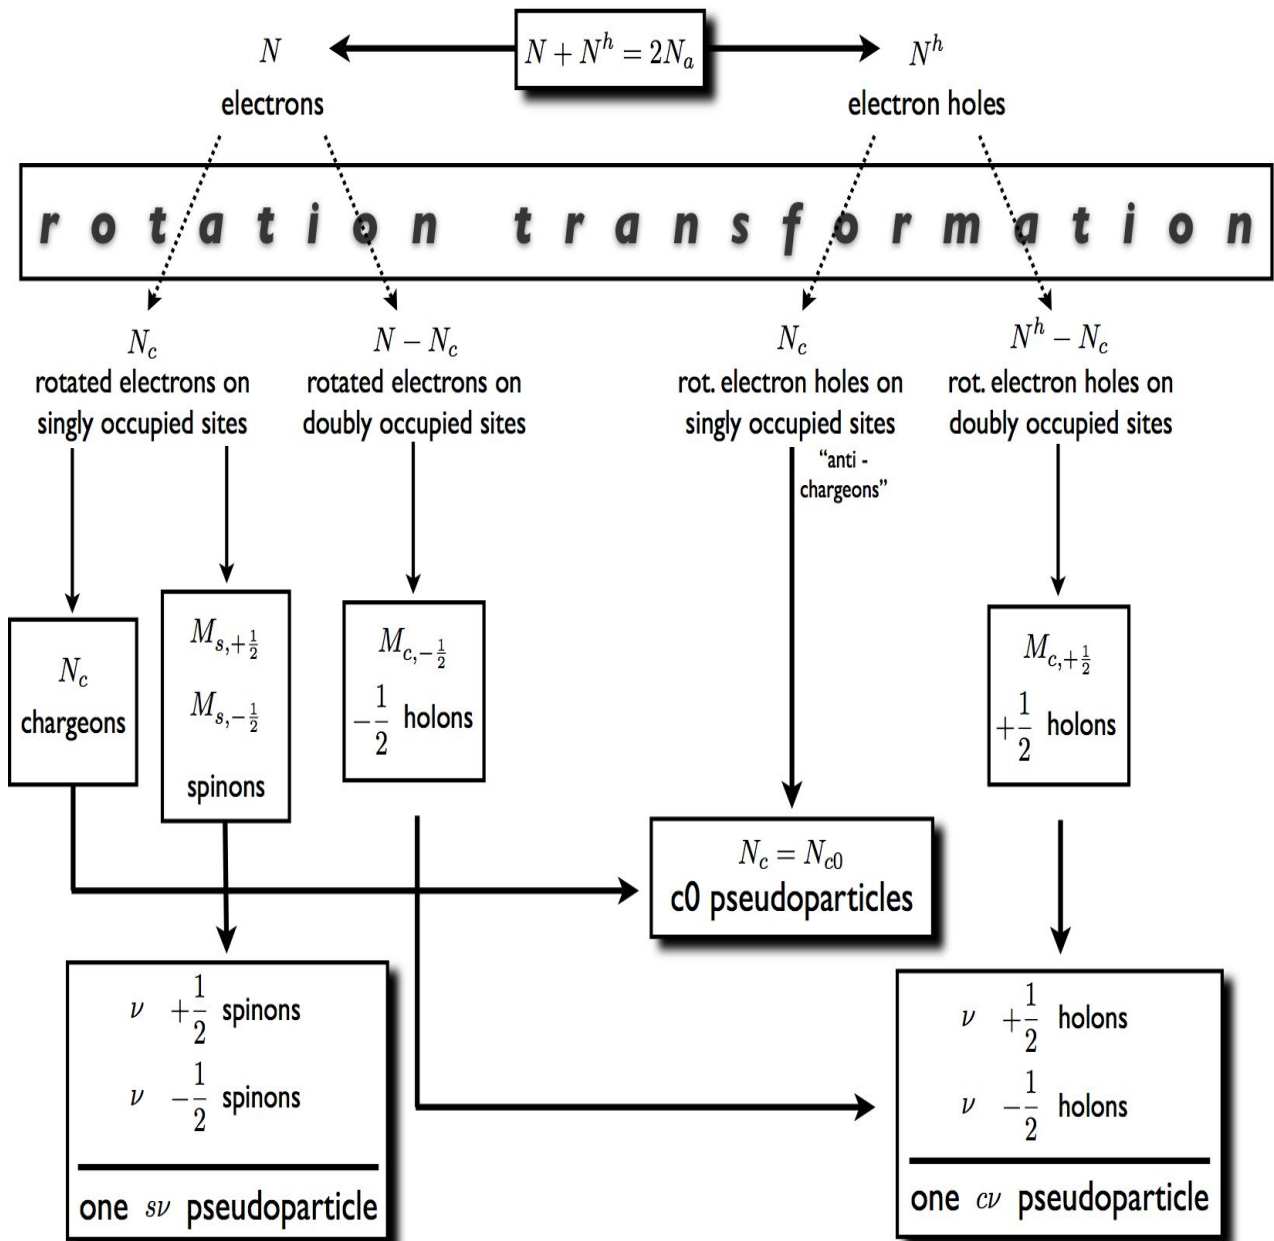 N
N + N^h = 2N_a
N^h
electrons
electron holes
rotation transformation
N_c
rotated electrons on
singly occupied sites
N − N_c
rotated electrons on
doubly occupied sites
N_c
rot. electron holes on
singly occupied sites
N^h − N_c
rot. electron holes on
doubly occupied sites
“anti -
chargeons”
N_c
chargeons
M_{s,+1/2}
M_{s,−1/2}
spinons
M_{c,−1/2}
−1/2 holons
M_{c,+1/2}
+1/2 holons
N_c = N_{c0}
c0 pseudoparticles
ν +1/2 spinons
ν −1/2 spinons
one sν pseudoparticle
ν +1/2 holons
ν −1/2 holons
one cν pseudoparticle